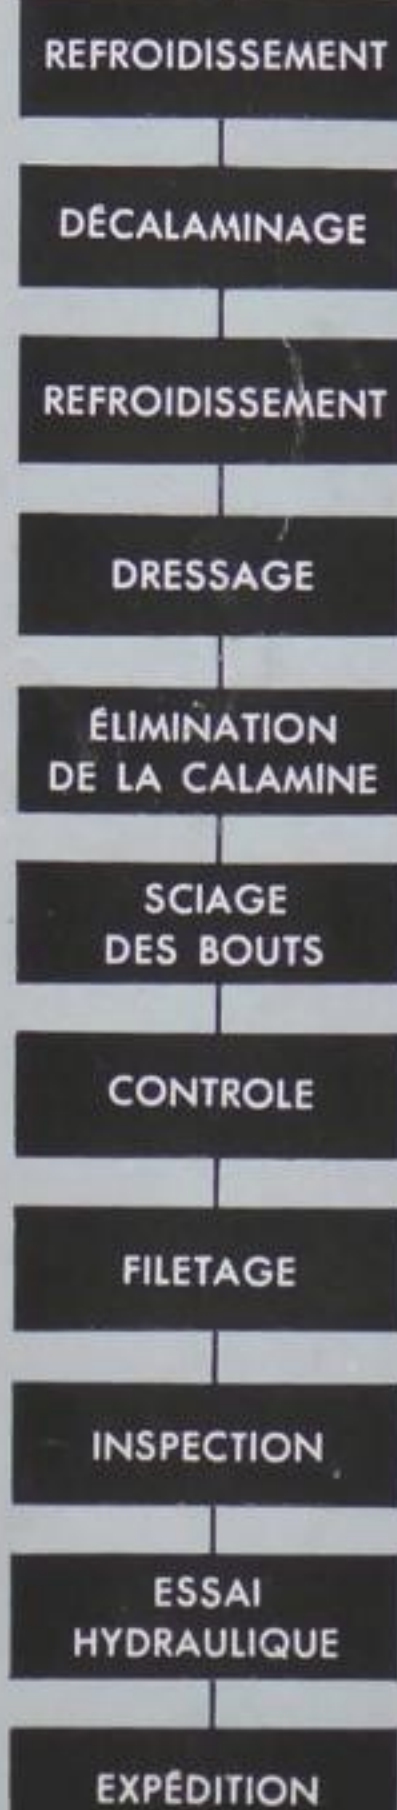 REFROIDISSEMENT
DÉCALAMINAGE
REFROIDISSEMENT
DRESSAGE
ÉLIMINATION
DE LA CALAMINE
SCIAGE
DES BOUTS
CONTROLE
FILETAGE
INSPECTION
ESSAI
HYDRAULIQUE
EXPÉDITION